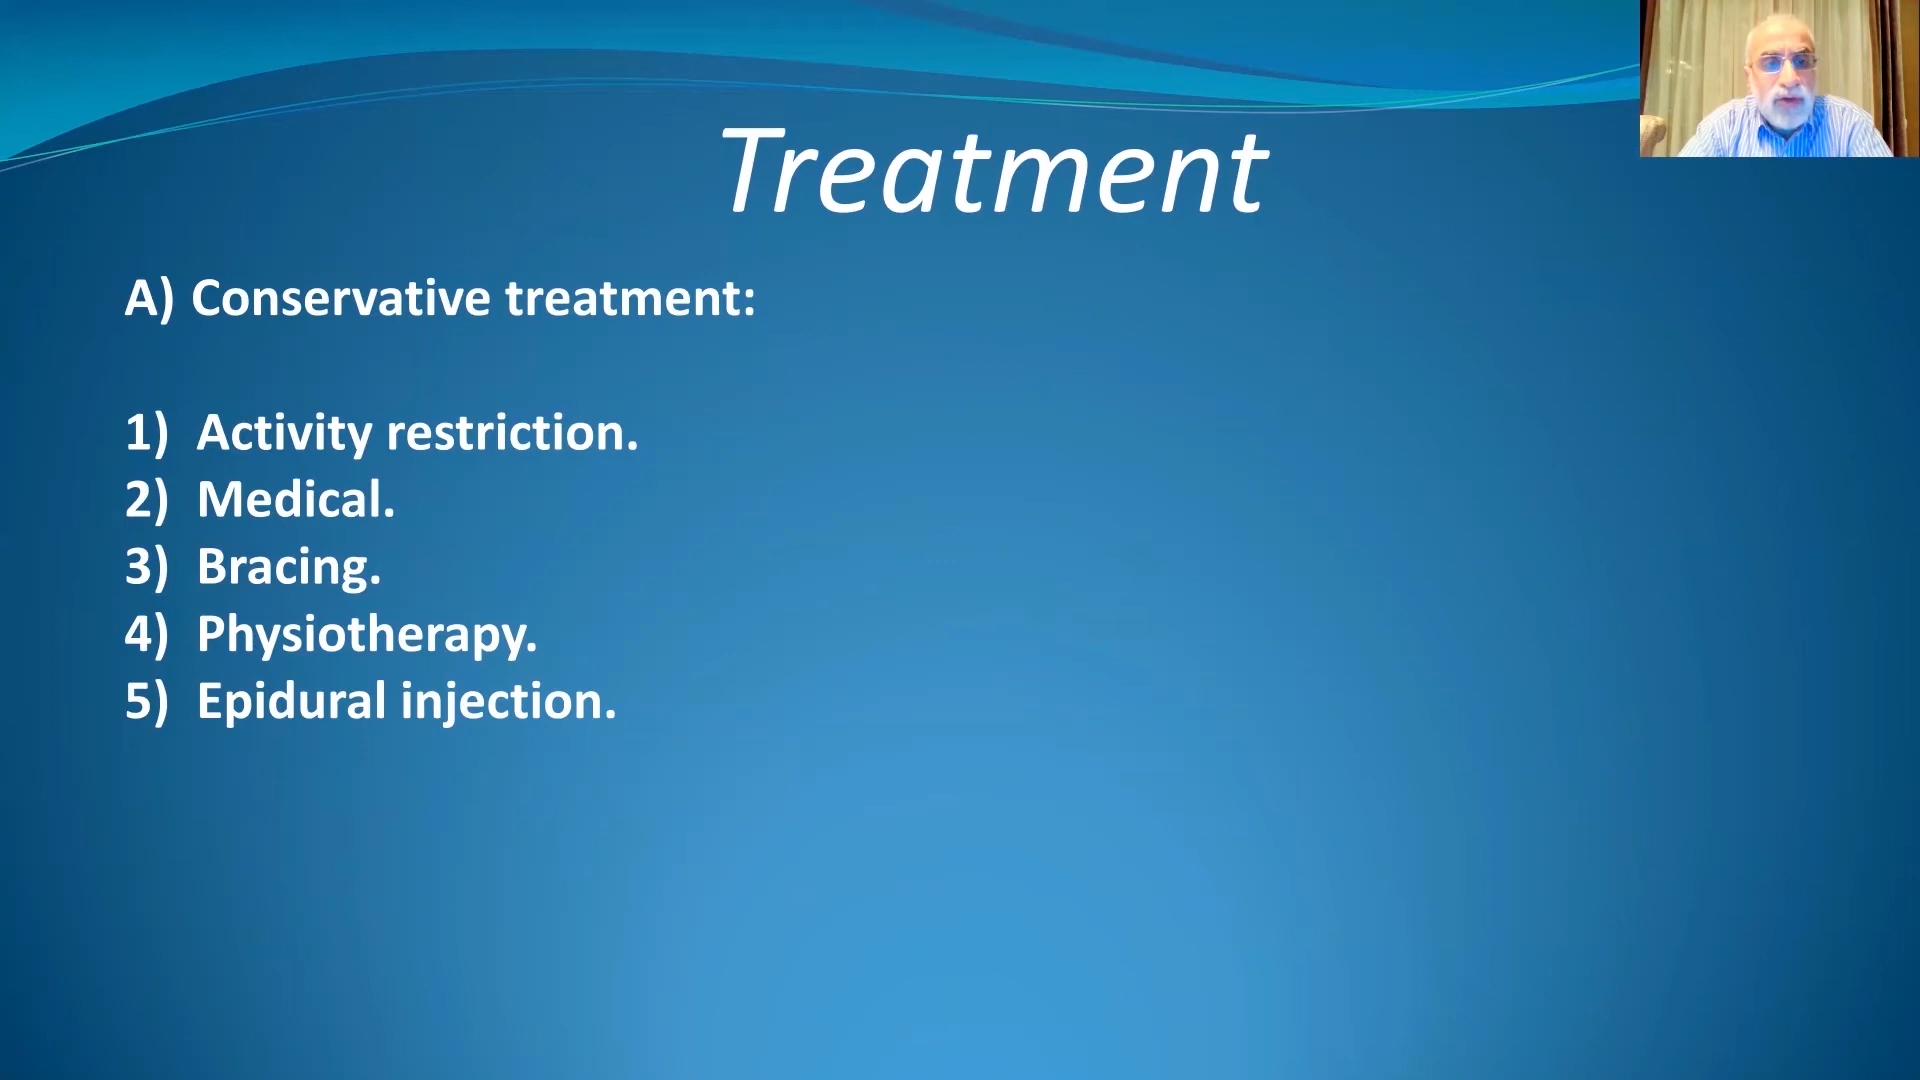 Treatment
A) Conservative treatment:
1) Activity restriction.
2) Medical.
3) Bracing.
4) Physiotherapy.
5) Epidural injection.